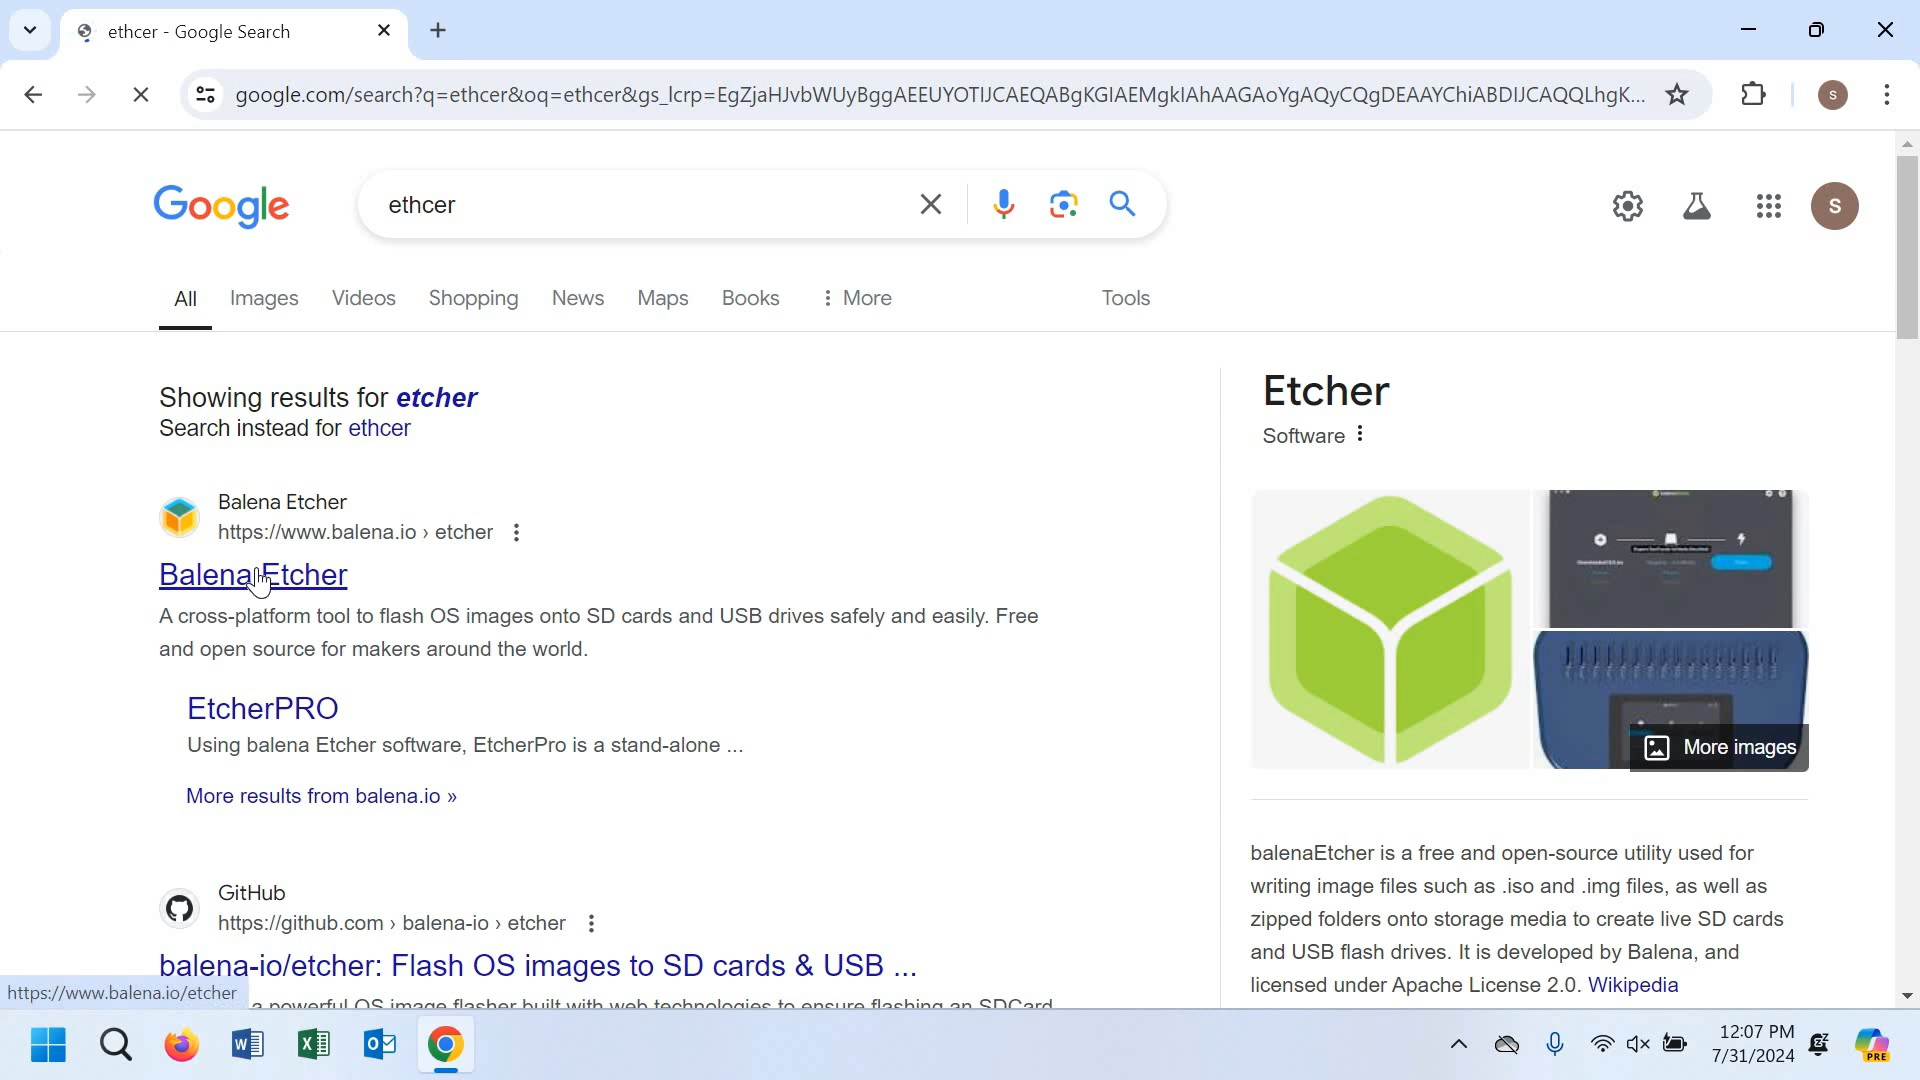 ethcer - Google Search
google.com/search?q=ethcer&oq=ethcer&gs_lcrp=EgZjaHJvbWUyBggAEEUYOTIJCAEQABgKGIAEMgkIAhAAGAoYgAQyCQgDEAAYChiABDIJCAQQLhgK...
S
Google
ethcer
S
All Images Videos Shopping News Maps Books More Tools
Showing results for etcher
Search instead for ethcer
Balena Etcher
https://www.balena.io › etcher
Balena Etcher
A cross-platform tool to flash OS images onto SD cards and USB drives safely and easily. Free
and open source for makers around the world.
EtcherPRO
Using balena Etcher software, EtcherPro is a stand-alone ...
More results from balena.io »
GitHub
https://github.com › balena-io › etcher
balena-io/etcher: Flash OS images to SD cards & USB ...
a powerful OS image flasher built with web technologies to ensure flashing an SDCard
https://www.balena.io/etcher
Etcher
Software
More images
balenaEtcher is a free and open-source utility used for
writing image files such as .iso and .img files, as well as
zipped folders onto storage media to create live SD cards
and USB flash drives. It is developed by Balena, and
licensed under Apache License 2.0. Wikipedia
12:07 PM
7/31/2024
PRE